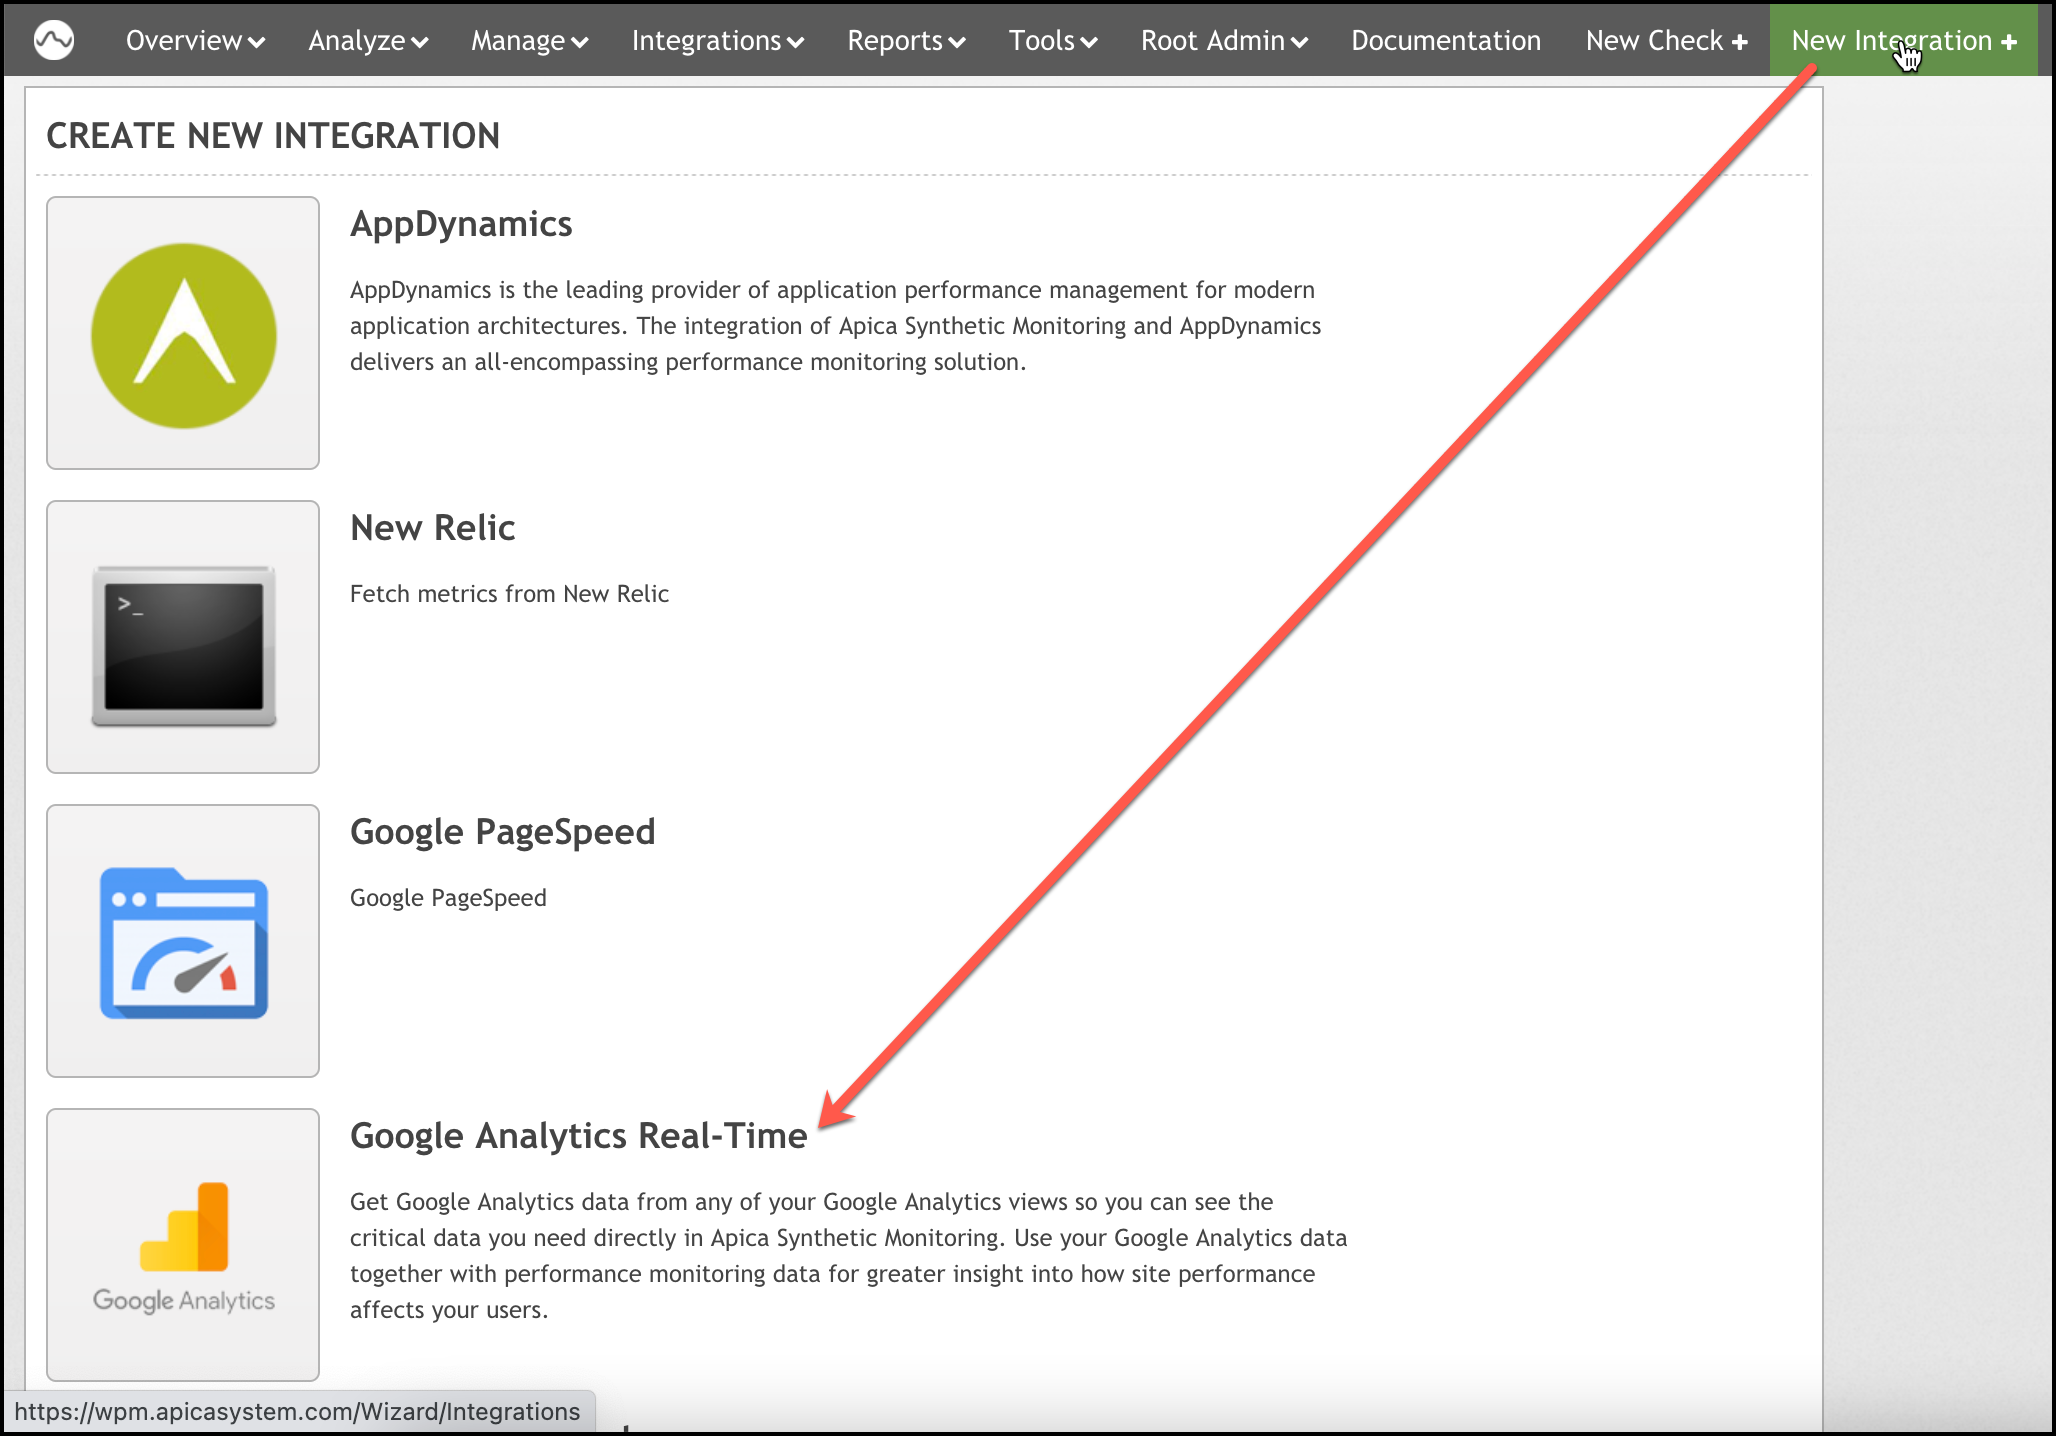 Overview Analyze Manage Integrations Reports Tools Root Admin Documentation New Check + New Integration +
CREATE NEW INTEGRATION
AppDynamics
AppDynamics is the leading provider of application performance management for modern
application architectures. The integration of Apica Synthetic Monitoring and AppDynamics
delivers an all-encompassing performance monitoring solution.
New Relic
>_
Fetch metrics from New Relic
Google PageSpeed
Google PageSpeed
Google Analytics Real-Time
Get Google Analytics data from any of your Google Analytics views so you can see the
critical data you need directly in Apica Synthetic Monitoring. Use your Google Analytics data
together with performance monitoring data for greater insight into how site performance
affects your users.
Google Analytics
https://wpm.apicasystem.com/Wizard/Integrations